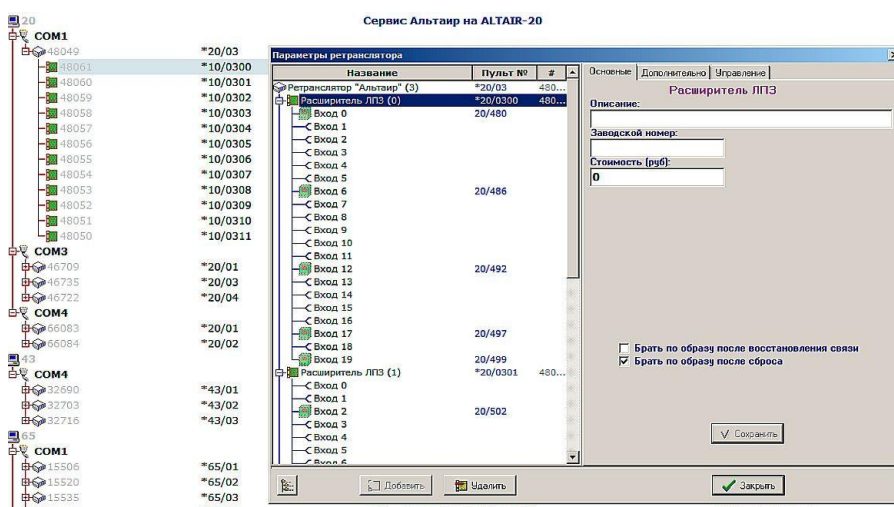 20
Сервис Альтаир на ALTAIR-20
COM1
48049 *20/03
48061 *10/0300
48060 *10/0301
48059 *10/0302
48058 *10/0303
48057 *10/0304
48056 *10/0305
48055 *10/0306
48054 *10/0307
48053 *10/0308
48052 *10/0309
48051 *10/0310
48050 *10/0311
COM3
46709 *20/01
46735 *20/03
46722 *20/04
COM4
66083 *20/01
66084 *20/02
43
COM4
32690 *43/01
32703 *43/02
32716 *43/03
65
COM1
15506 *65/01
15520 *65/02
15535 *65/03
Параметры ретранслятора
Название Пульт № #
Ретранслятор "Альтаир" (3) *20/03 480...
Расширитель ЛПЗ (0) *20/0300 480...
Вход 0 20/480
Вход 1
Вход 2
Вход 3
Вход 4
Вход 5
Вход 6 20/486
Вход 7
Вход 8
Вход 9
Вход 10
Вход 11
Вход 12 20/492
Вход 13
Вход 14
Вход 15
Вход 16
Вход 17 20/497
Вход 18
Вход 19 20/499
Расширитель ЛПЗ (1) *20/0301 480...
Вход 0
Вход 1
Вход 2 20/502
Вход 3
Вход 4
Вход 5
Вход 6
Основные Дополнительно Управление
Расширитель ЛПЗ
Описание:
Заводской номер:
Стоимость (руб):
0
Брать по образу после восстановления связи
Брать по образу после сброса
Сохранить
Добавить Удалить Закрыть